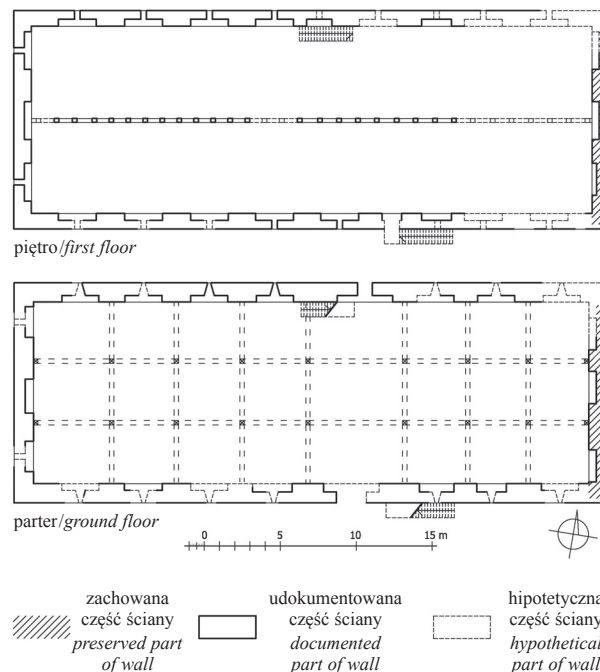 piętro/first floor
parter/ground floor
0 5 10 15 m
zachowana
część ściany
preserved part
of wall
udokumentowana
część ściany
documented
part of wall
hipotetyczna
część ściany
hypothetical
part of wall